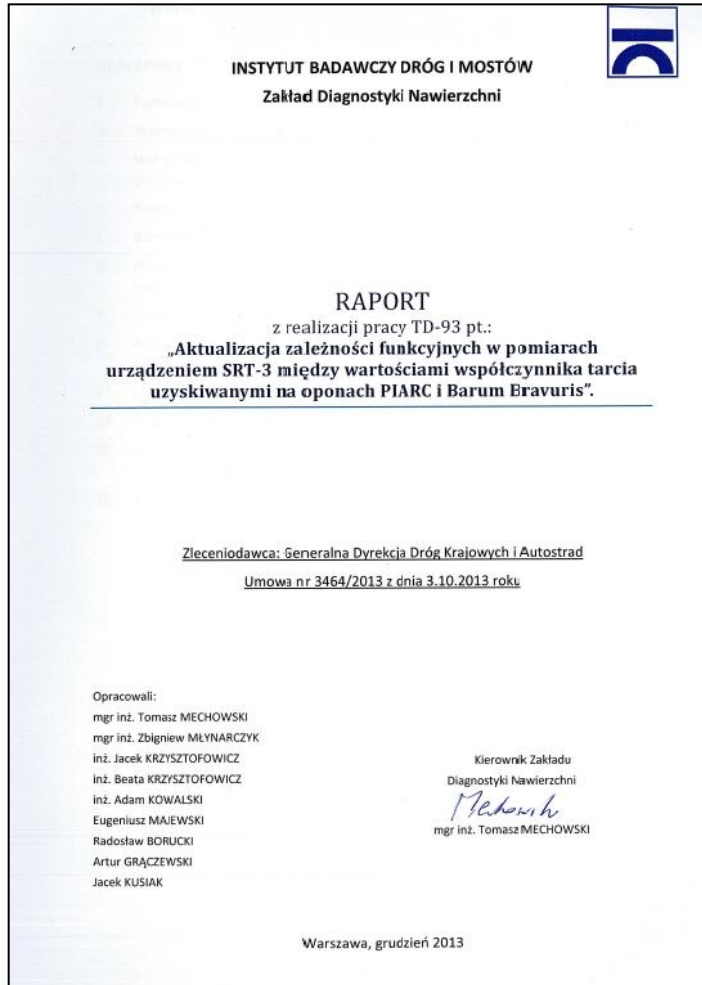 INSTYTUT BADAWCZY DRÓG I MOSTÓW
Zakład Diagnostyki Nawierzchni
RAPORT
z realizacji pracy TD-93 pt.:
„Aktualizacja zależności funkcyjnych w pomiarach
urządzeniem SRT-3 między wartościami współczynnika tarcia
uzyskiwanymi na oponach PIARC i Barum Bravuris”.
Zleceniodawca: Generalna Dyrekcja Dróg Krajowych i Autostrad
Umowa nr 3464/2013 z dnia 3.10.2013 roku
Opracowali:
mgr inż. Tomasz MECHOWSKI
mgr inż. Zbigniew MŁYNARCZYK
inż. Jacek KRZYSZTOFOWICZ
inż. Beata KRZYSZTOFOWICZ
inż. Adam KOWALSKI
Eugeniusz MAJEWSKI
Radosław BORUCKI
Artur GRĄCZEWSKI
Jacek KUSIAK
Kierownik Zakładu
Diagnostyki Nawierzchni
Mechowski
mgr inż. Tomasz MECHOWSKI
Warszawa, grudzień 2013